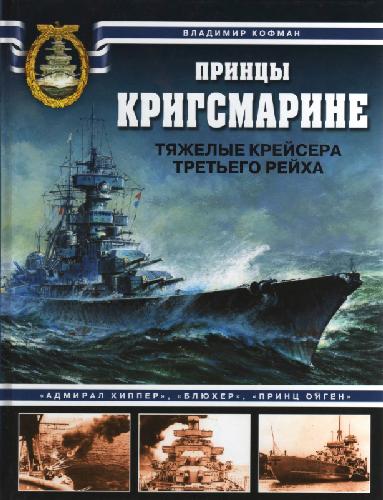 ВЛАДИМИР КОФМАН
ПРИНЦЫ
КРИГСМАРИНЕ
ТЯЖЕЛЫЕ КРЕЙСЕРА
ТРЕТЬЕГО РЕЙХА
«АДМИРАЛ ХИППЕР», «БЛЮХЕР», «ПРИНЦ ОЙГЕН»